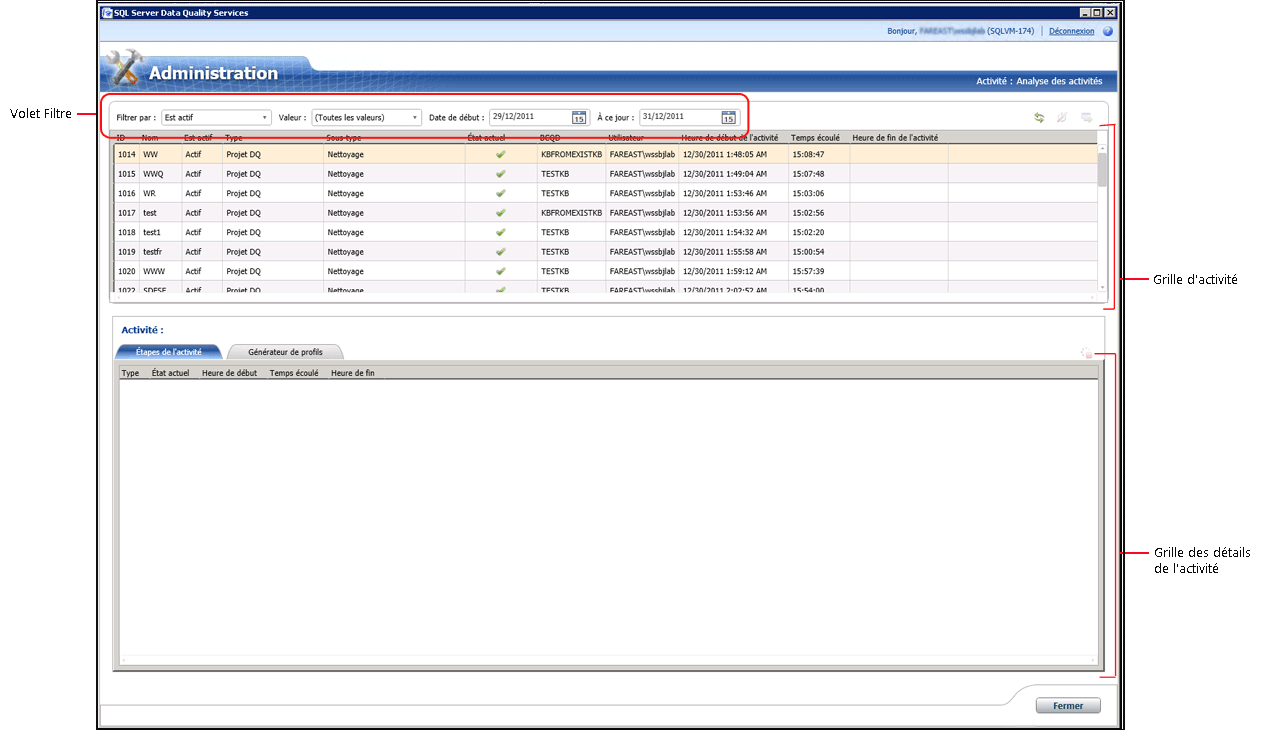 SQL Server Data Quality Services
Bonjour, (SQLVM-174) Déconnexion
Administration
Activité : Analyse des activités
Volet Filtre
Filtrer par : Est actif Valeur : (Toutes les valeurs) Date de début : 29/12/2011 15 À ce jour : 31/12/2011 15
ID Nom Est actif Type Sous-type État actuel BCQD Utilisateur Heure de début de l'activité Temps écoulé Heure de fin de l'activité
1014 WW Actif Projet DQ Nettoyage KBFROMEXISTKB FAREAST\wssbjlab 12/30/2011 1:48:05 AM 15:08:47
1015 WWQ Actif Projet DQ Nettoyage TESTKB FAREAST\wssbjlab 12/30/2011 1:49:04 AM 15:07:48
1016 WR Actif Projet DQ Nettoyage TESTKB FAREAST\wssbjlab 12/30/2011 1:53:46 AM 15:03:06
1017 test Actif Projet DQ Nettoyage KBFROMEXISTKB FAREAST\wssbjlab 12/30/2011 1:53:56 AM 15:02:56
1018 test1 Actif Projet DQ Nettoyage TESTKB FAREAST\wssbjlab 12/30/2011 1:54:32 AM 15:02:20
1019 testfr Actif Projet DQ Nettoyage TESTKB FAREAST\wssbjlab 12/30/2011 1:55:58 AM 15:00:54
1020 WWW Actif Projet DQ Nettoyage TESTKB FAREAST\wssbjlab 12/30/2011 1:59:12 AM 15:57:39
1022 SDFSF Actif Projet DQ Nettoyage TESTKB FAREAST\wssbjlab 12/30/2011 2:02:52 AM 15:54:00
Grille d'activité
Activité :
Étapes de l'activité Générateur de profils
Type État actuel Heure de début Temps écoulé Heure de fin
Grille des détails
de l'activité
Fermer